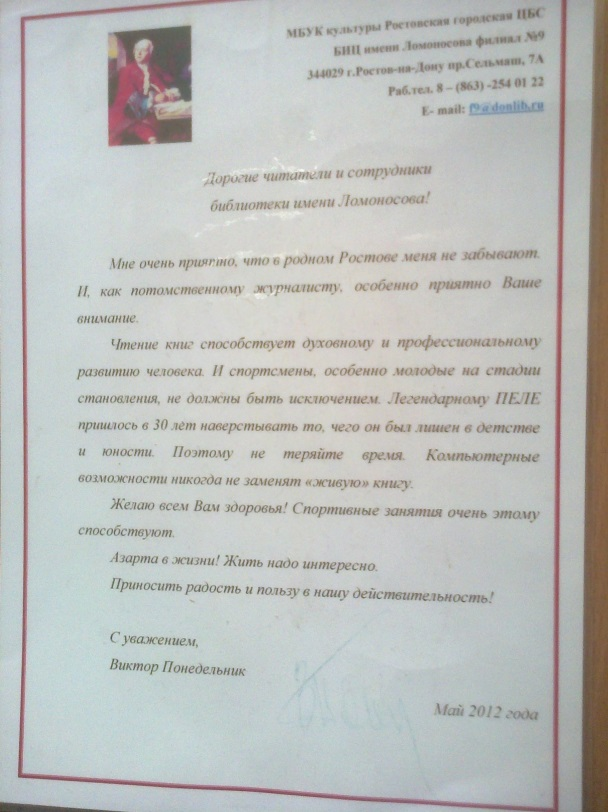 МБУК культуры Ростовская городская ЦБС
БИЦ имени Ломоносова филиал №9
344029 г.Ростов-на-Дону пр.Сельмаш, 7А
Раб.тел. 8 – (863) -254 01 22
E- mail: f9@donlib.ru
Дорогие читатели и сотрудники
библиотеки имени Ломоносова!
Мне очень приятно, что в родном Ростове меня не забывают.
И, как потомственному журналисту, особенно приятно Ваше
внимание.
Чтение книг способствует духовному и профессиональному
развитию человека. И спортсмены, особенно молодые на стадии
становления, не должны быть исключением. Легендарному ПЕЛЕ
пришлось в 30 лет наверстывать то, чего он был лишен в детстве
и юности. Поэтому не теряйте время. Компьютерные
возможности никогда не заменят «живую» книгу.
Желаю всем Вам здоровья! Спортивные занятия очень этому
способствуют.
Азарта в жизни! Жить надо интересно.
Приносить радость и пользу в нашу действительность!
С уважением,
Виктор Понедельник
Май 2012 года